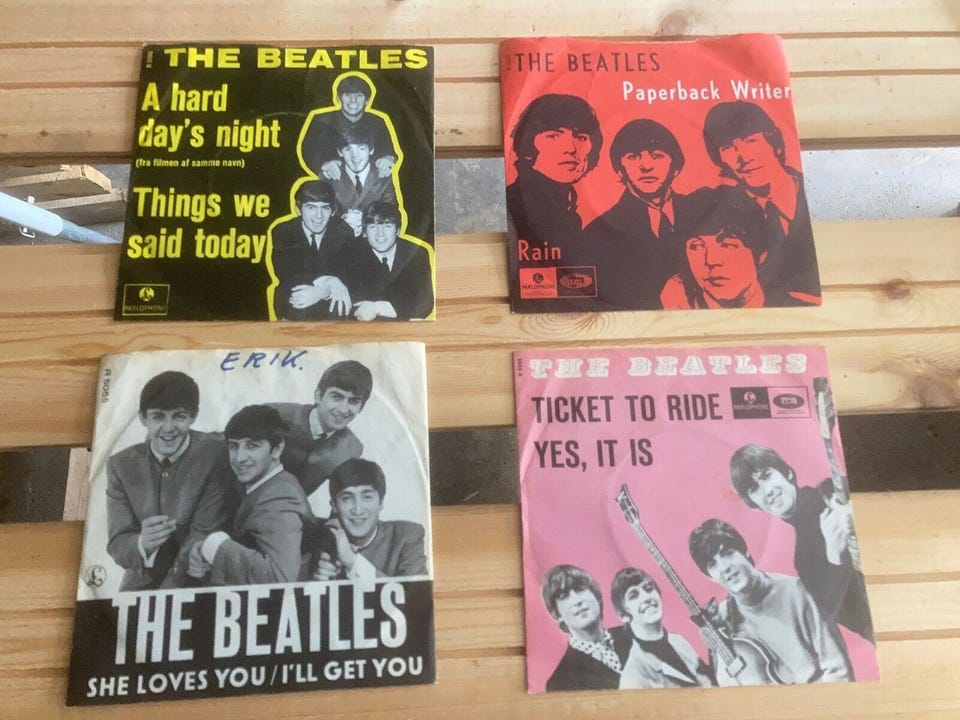 THE BEATLES
A hard
day's night
(fra filmen af samme navn)
Things we
said today
PARLOPHONE
THE BEATLES
Paperback Writer
Rain
PARLOPHONE
EMI
ERIK.
R 5055
THE BEATLES
SHE LOVES YOU / I'LL GET YOU
THE BEATLES
TICKET TO RIDE
YES, IT IS
PARLOPHONE
EMI